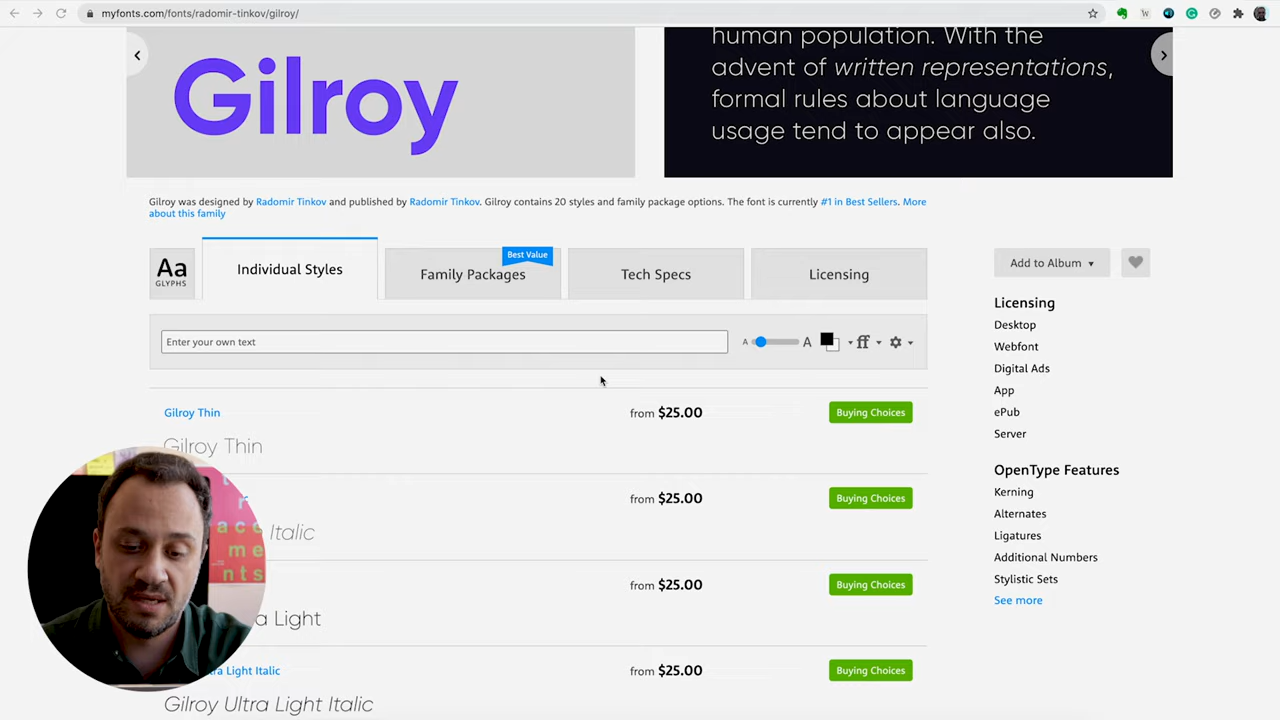 myfonts.com/fonts/radomir-tinkov/gilroy/
Gilroy
human population. With the
advent of written representations,
formal rules about language
usage tend to appear also.
Gilroy was designed by Radomir Tinkov and published by Radomir Tinkov. Gilroy contains 20 styles and family package options. The font is currently #1 in Best Sellers. More
about this family
Aa
GLYPHS
Individual Styles
Family Packages
Best Value
Tech Specs
Licensing
Enter your own text
A A ff
Gilroy Thin from $25.00 Buying Choices
Gilroy Thin
from $25.00 Buying Choices
Italic
from $25.00 Buying Choices
a Light
Light Italic from $25.00 Buying Choices
Gilroy Ultra Light Italic
Add to Album
Licensing
Desktop
Webfont
Digital Ads
App
ePub
Server
OpenType Features
Kerning
Alternates
Ligatures
Additional Numbers
Stylistic Sets
See more
t
r
acco
me
nts